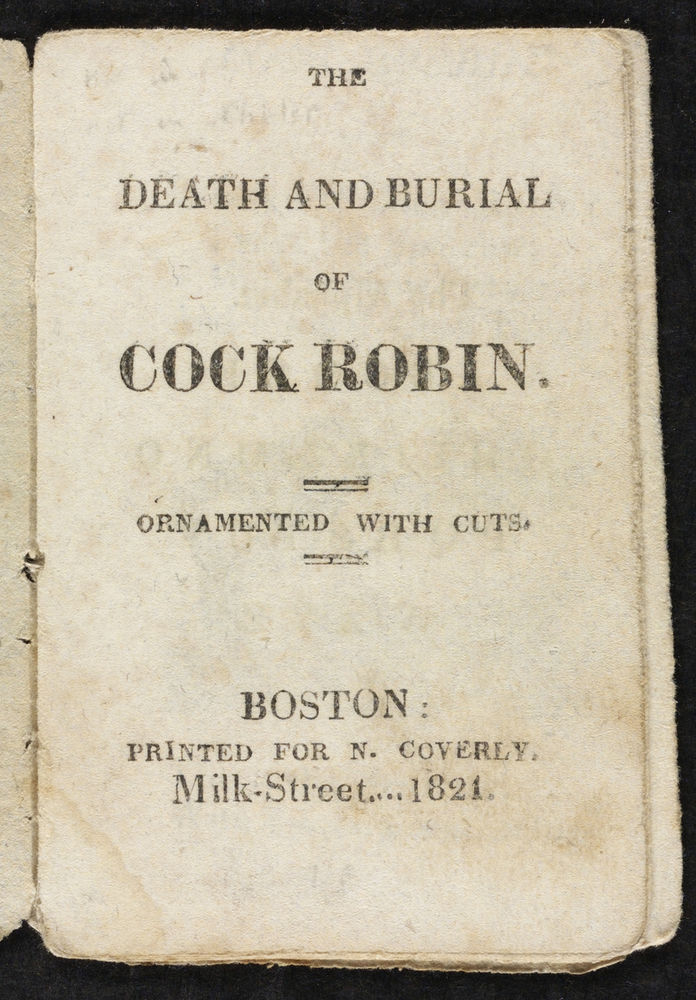 THE
DEATH AND BURIAL
OF
COCK ROBIN.
ORNAMENTED WITH CUTS.
BOSTON:
PRINTED FOR N. COVERLY.
Milk-Street....1821.